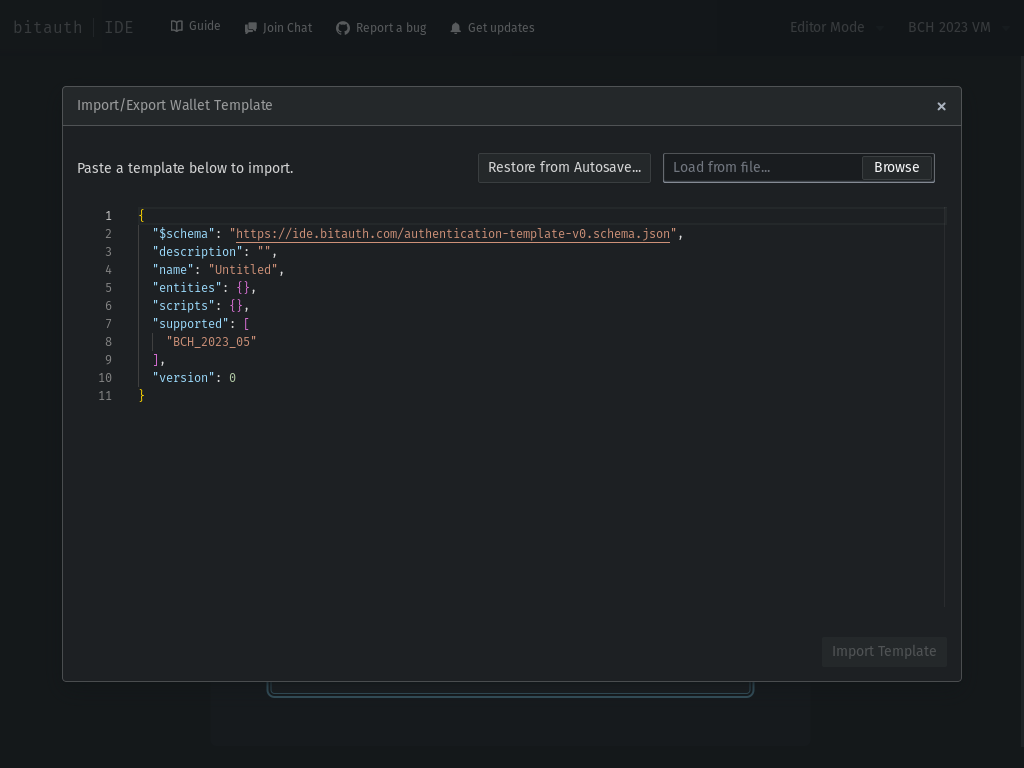 bitauth | IDE
Guide
Join Chat
Report a bug
Get updates
Editor Mode
BCH 2023 VM
Import/Export Wallet Template
×
Paste a template below to import.
Restore from Autosave...
Load from file...
Browse
1 {
2 "$schema": "https://ide.bitauth.com/authentication-template-v0.schema.json",
3 "description": "",
4 "name": "Untitled",
5 "entities": {},
6 "scripts": {},
7 "supported": [
8 "BCH_2023_05"
9 ],
10 "version": 0
11 }
Import Template